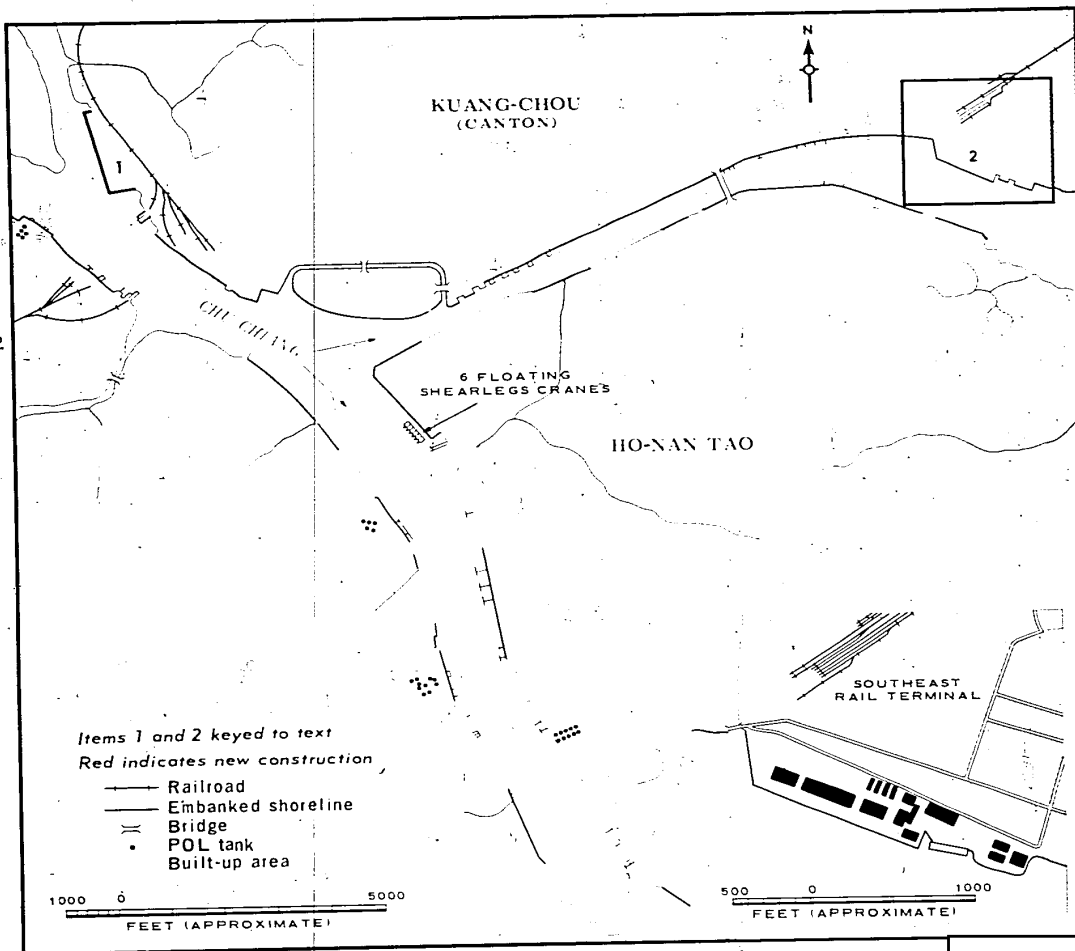 N
KUANG-CHOU
(CANTON)
1
2
CHU CHIANG
6 FLOATING
SHEARLEGS CRANES
HO-NAN TAO
SOUTHEAST
RAIL TERMINAL
Items 1 and 2 keyed to text
Red indicates new construction
Railroad
Embanked shoreline
Bridge
POL tank
Built-up area
1000 0 5000
FEET (APPROXIMATE)
500 0 1000
FEET (APPROXIMATE)